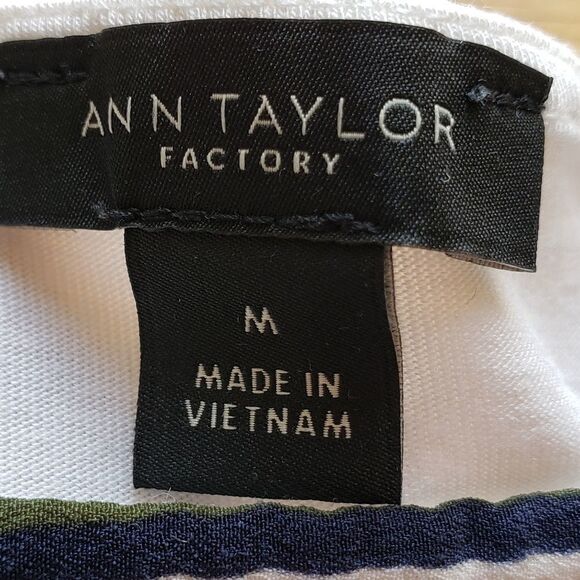 ANN TAYLOR
FACTORY
M
MADE IN
VIETNAM